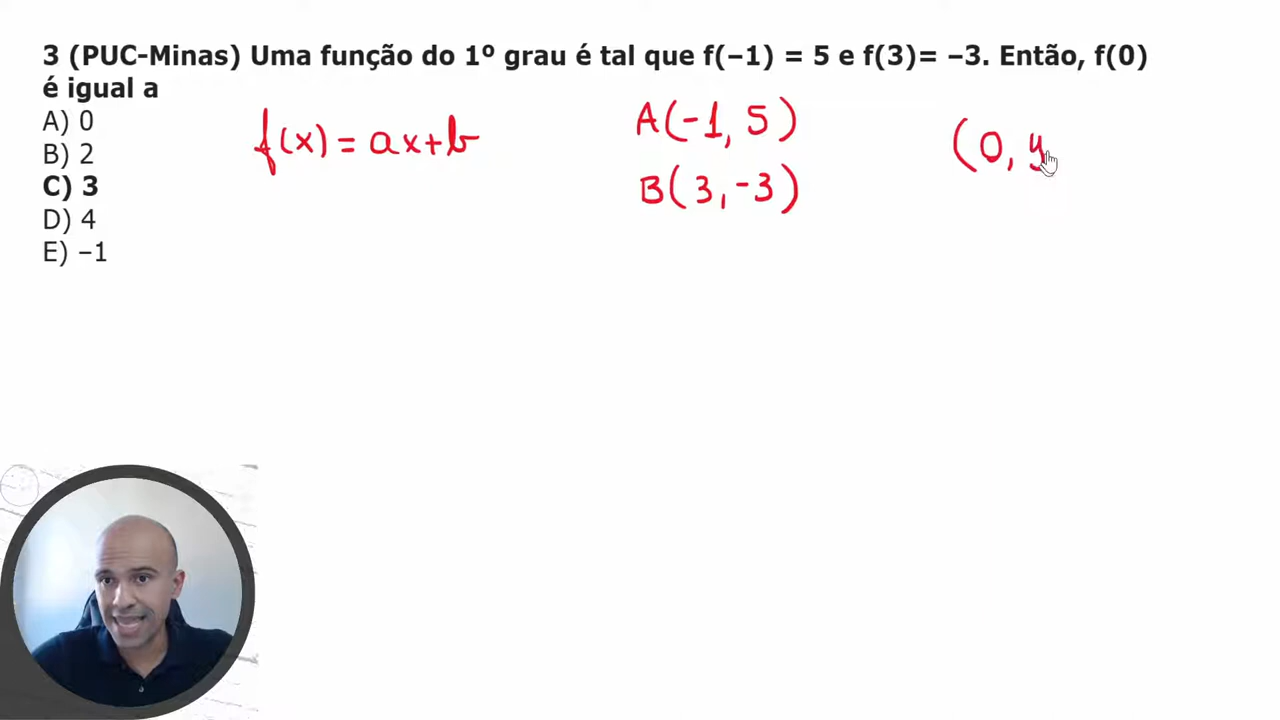 3 (PUC-Minas) Uma função do 1º grau é tal que f(–1) = 5 e f(3)= –3. Então, f(0)
é igual a
A) 0
B) 2
C) 3
D) 4
E) –1
f(x) = ax+b
A(-1, 5)
B(3, -3)
(0, y